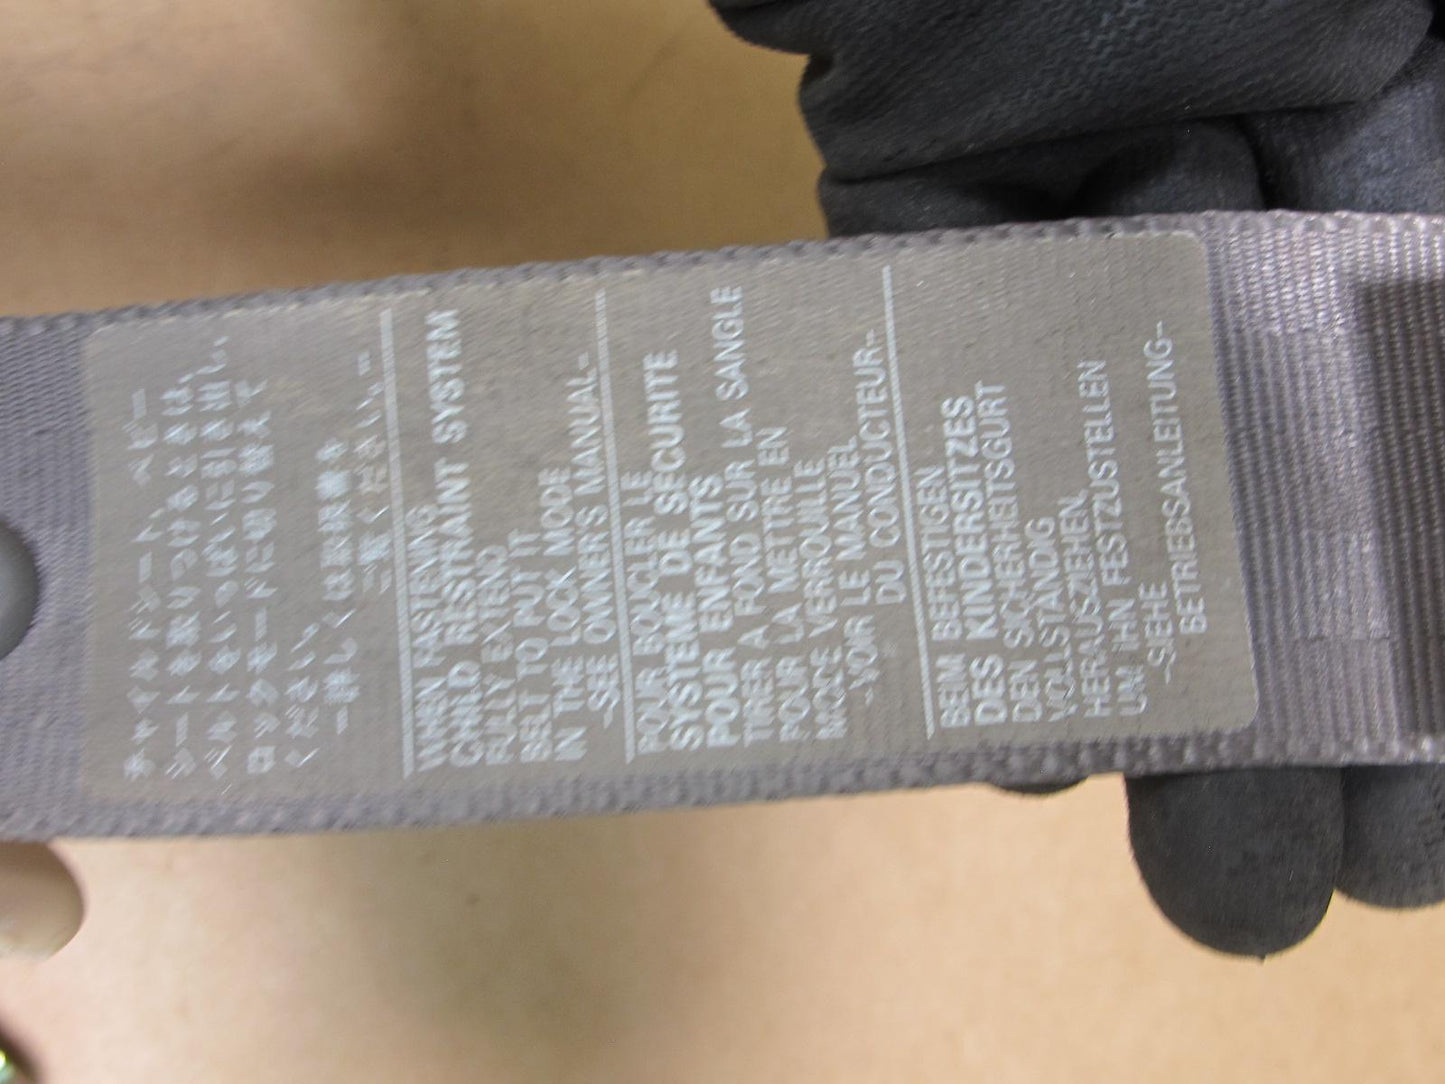 チャイルドシート、ベビー
シートをお取りつけるときは、
ベルトをいっぱいに引き出し、
ロックモードに切り替えて
ください。
ー詳しくは取扱書を
ご覧くださいー
WHEN FASTENING
CHILD RESTRAINT SYSTEM
FULLY EXTEND
BELT TO PUT IT
IN THE LOCK MODE
-SEE OWNER'S MANUAL-
POUR BOUCLER LE
SYSTEME DE SECURITE
POUR ENFANTS
TIRER A FOND SUR LA SANGLE
POUR LA METTRE EN
MODE VERROUILLE
-VOIR LE MANUEL
DU CONDUCTEUR-
BEIM BEFESTIGEN
DES KINDERSITZES
DEN SICHERHEITSGURT
VOLLSTÄNDIG
HERAUSZIEHEN,
UM IHN FESTZUSTELLEN
-SIEHE
BETRIEBSANLEITUNG-